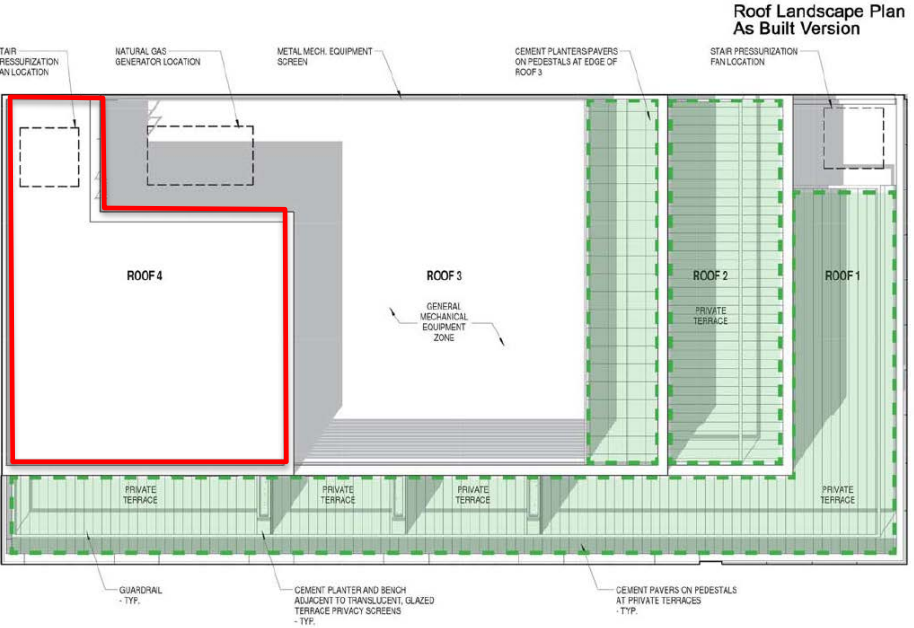 Roof Landscape Plan
As Built Version
TAIR
RESSURIZATION
AN LOCATION
NATURAL GAS
GENERATOR LOCATION
METAL MECH. EQUIPMENT
SCREEN
CEMENT PLANTERS/PAVERS
ON PEDESTALS AT EDGE OF
ROOF 3
STAIR PRESSURIZATION
FAN LOCATION
ROOF 4
ROOF 3
ROOF 2
ROOF 1
GENERAL
MECHANICAL
EQUIPMENT
ZONE
PRIVATE
TERRACE
PRIVATE
TERRACE
PRIVATE
TERRACE
PRIVATE
TERRACE
PRIVATE
TERRACE
GUARDRAIL
- TYP.
CEMENT PLANTER AND BENCH
ADJACENT TO TRANSLUCENT, GLAZED
TERRACE PRIVACY SCREENS
- TYP.
CEMENT PAVERS ON PEDESTALS
AT PRIVATE TERRACES
- TYP.